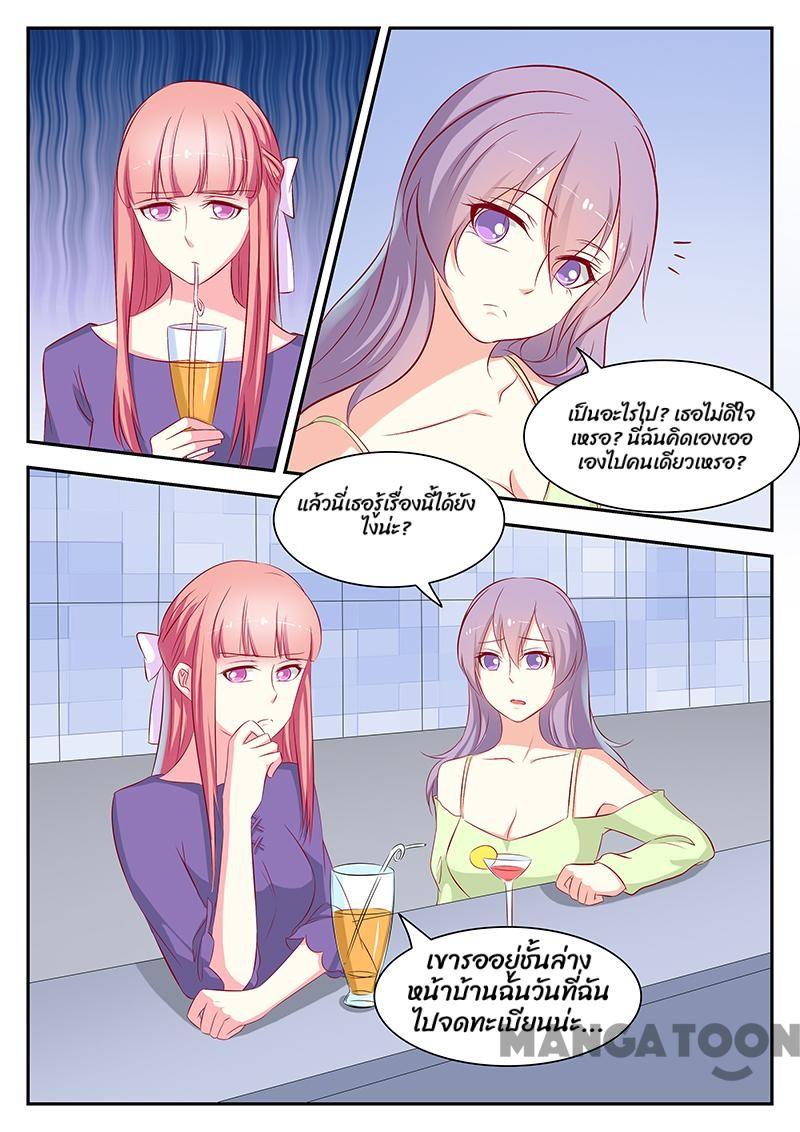 เป็นอะไรไป? เธอไม่ดีใจ
เหรอ? นี่ฉันคิดเองเออ
เองไปคนเดียวเหรอ?
แล้วนี่เธอรู้เรื่องนี้ได้ยัง
ไงน่ะ?
เขารออยู่ชั้นล่าง
หน้าบ้านฉันวันที่ฉัน
ไปจดทะเบียนน่ะ...
MANGATOON